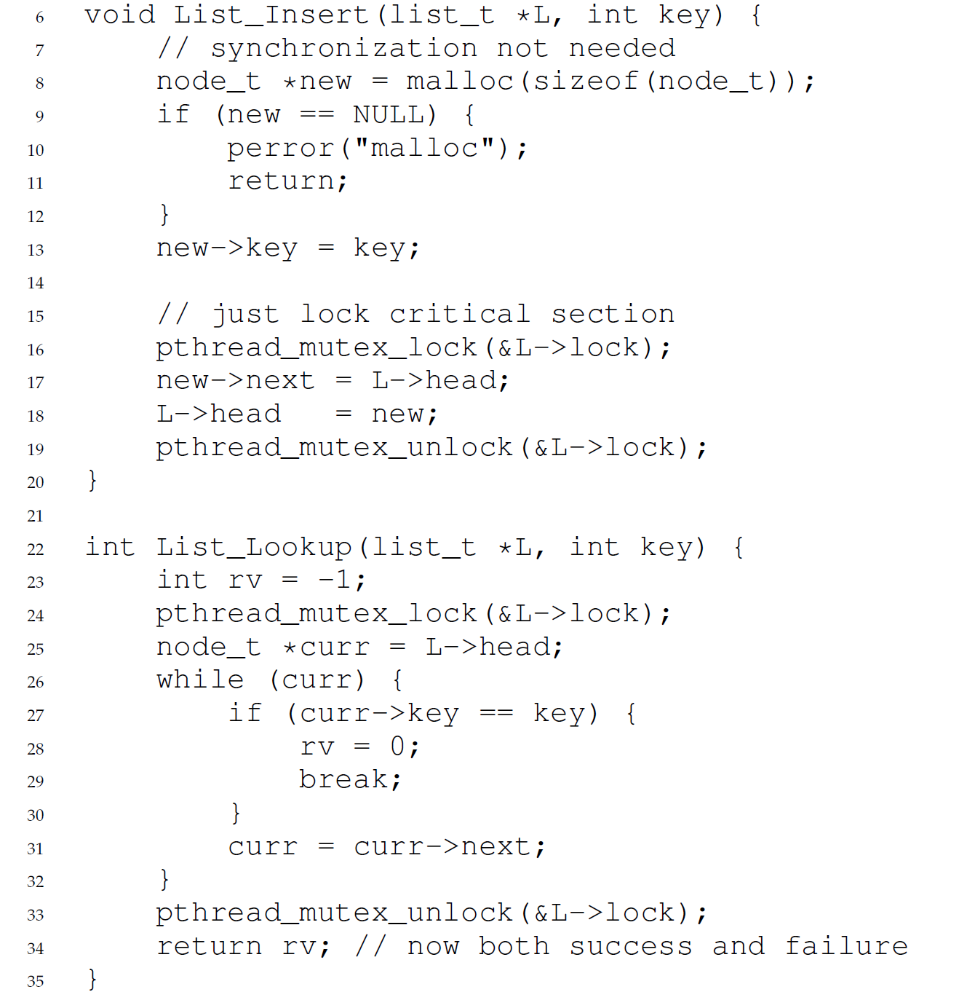 6 void List_Insert(list_t *L, int key) {
7 // synchronization not needed
8 node_t *new = malloc(sizeof(node_t));
9 if (new == NULL) {
10 perror("malloc");
11 return;
12 }
13 new->key = key;
14
15 // just lock critical section
16 pthread_mutex_lock(&L->lock);
17 new->next = L->head;
18 L->head = new;
19 pthread_mutex_unlock(&L->lock);
20 }
21
22 int List_Lookup(list_t *L, int key) {
23 int rv = -1;
24 pthread_mutex_lock(&L->lock);
25 node_t *curr = L->head;
26 while (curr) {
27 if (curr->key == key) {
28 rv = 0;
29 break;
30 }
31 curr = curr->next;
32 }
33 pthread_mutex_unlock(&L->lock);
34 return rv; // now both success and failure
35 }